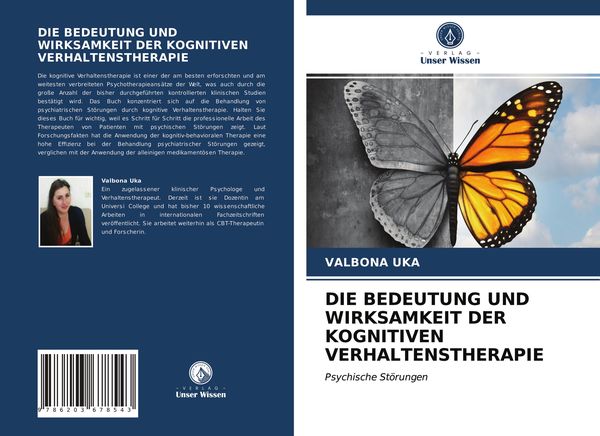 DIE BEDEUTUNG UND
WIRKSAMKEIT DER KOGNITIVEN
VERHALTENSTHERAPIE
Die kognitive Verhaltenstherapie ist einer der am besten erforschten und am
weitesten verbreiteten Psychotherapieansätze der Welt, was auch durch die
große Anzahl der bisher durchgeführten kontrollierten klinischen Studien
bestätigt wird. Das Buch konzentriert sich auf die Behandlung von
psychiatrischen Störungen durch kognitive Verhaltenstherapie. Halten Sie
dieses Buch für wichtig, weil es Schritt für Schritt die professionelle Arbeit des
Therapeuten von Patienten mit psychischen Störungen zeigt. Laut
Forschungsfakten hat die Anwendung der kognitiv-behavioralen Therapie eine
hohe Effizienz bei der Behandlung psychiatrischer Störungen gezeigt,
verglichen mit der Anwendung der alleinigen medikamentösen Therapie.
Valbona Uka
Ein zugelassener klinischer Psychologe und
Verhaltenstherapeut. Derzeit ist sie Dozentin am
Universi College und hat bisher 10 wissenschaftliche
Arbeiten in internationalen Fachzeitschriften
veröffentlicht. Sie arbeitet weiterhin als CBT-Therapeutin
und Forscherin.
9 786203 678543
VERLAG
Unser Wissen
VERLAG
Unser Wissen
VALBONA UKA
DIE BEDEUTUNG UND
WIRKSAMKEIT DER
KOGNITIVEN
VERHALTENSTHERAPIE
Psychische Störungen